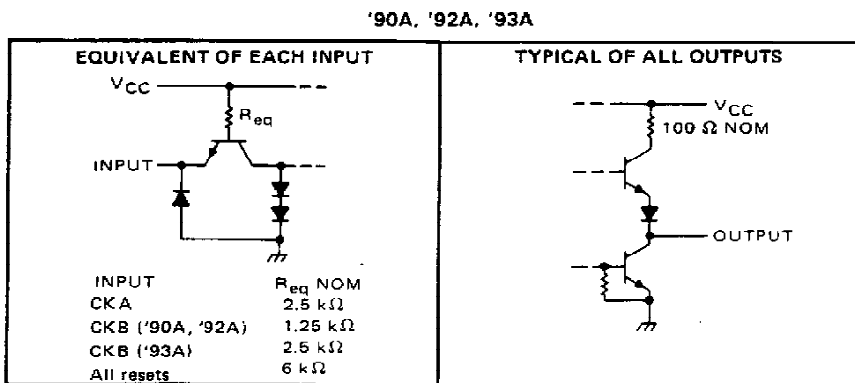 '90A, '92A, '93A
EQUIVALENT OF EACH INPUT
VCC
Req
INPUT
INPUT Req NOM
CKA 2.5 kΩ
CKB ('90A, '92A) 1.25 kΩ
CKB ('93A) 2.5 kΩ
All resets 6 kΩ
TYPICAL OF ALL OUTPUTS
VCC
100 Ω NOM
OUTPUT